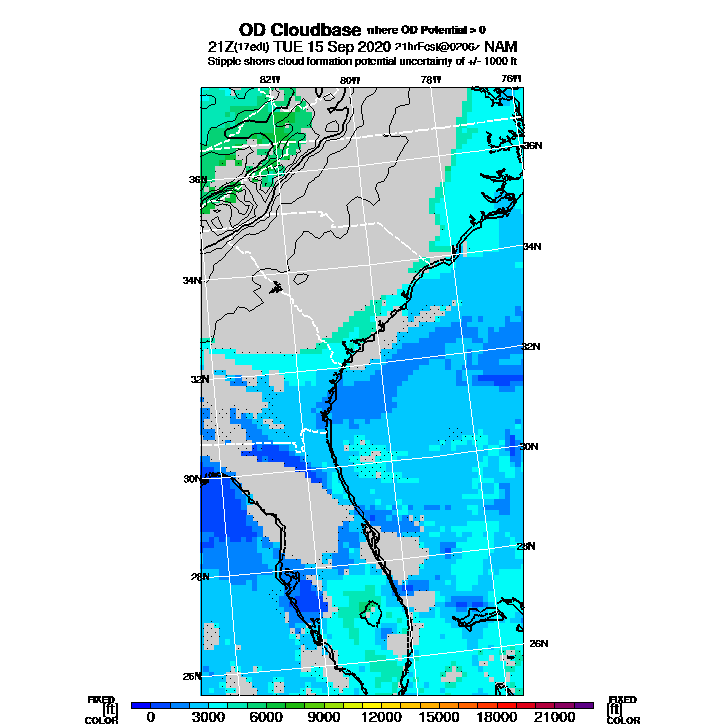 OD Cloudbase where OD Potential > 0
21Z(17edt) TUE 15 Sep 2020 21hrFcst@0206z NAM
Stipple shows cloud formation potential uncertainty of +/- 1000 ft
82W 80W 78W 76W
36N
36N
34N
34N
32N
32N
30N
30N
28N
28N
26N
26N
FIXED [ft] COLOR
0 3000 6000 9000 12000 15000 18000 21000
FIXED [ft] COLOR